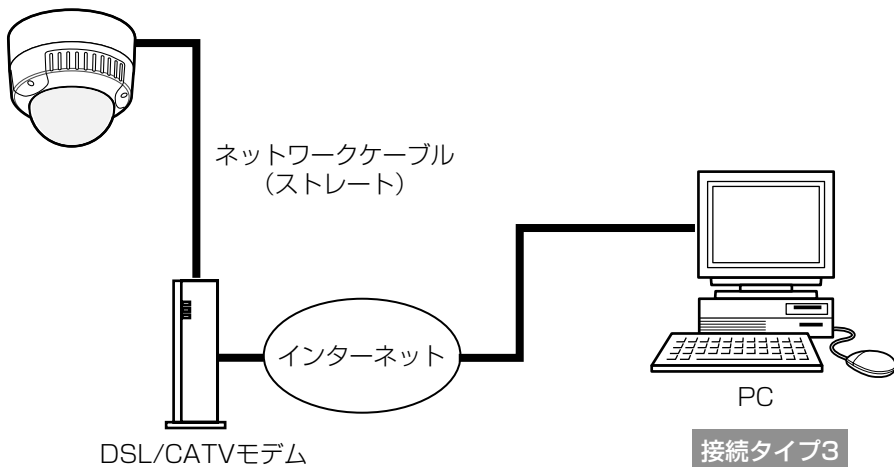 ネットワークケーブル
（ストレート）
インターネット
PC
DSL/CATVモデム
接続タイプ3